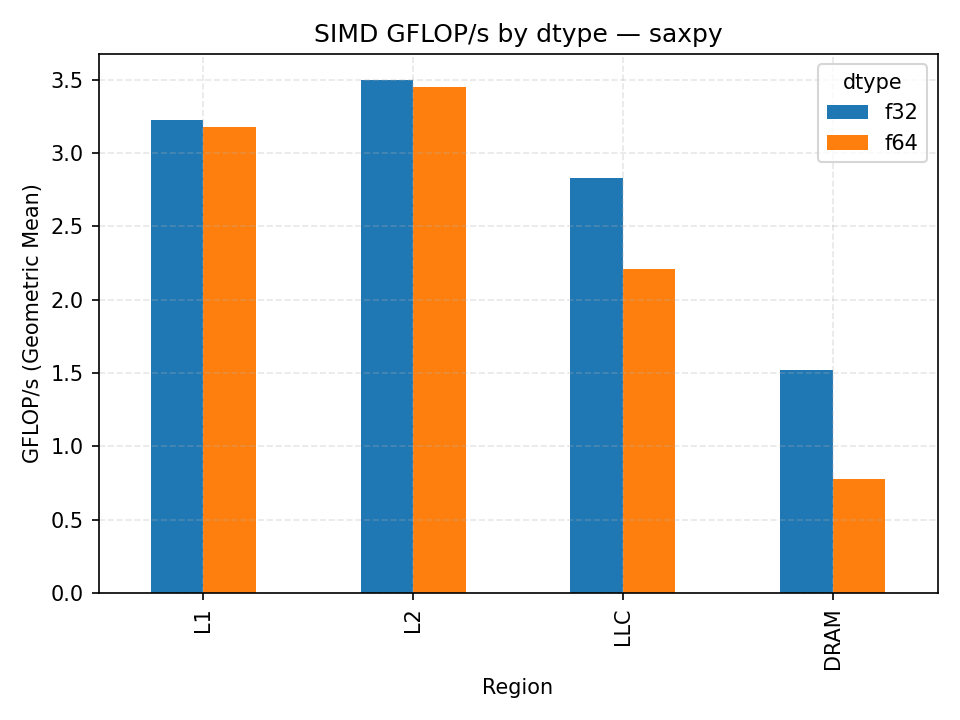 SIMD GFLOP/s by dtype — saxpy
dtype
f32
f64
GFLOP/s (Geometric Mean)
3.5
3.0
2.5
2.0
1.5
1.0
0.5
0.0
L1
L2
LLC
DRAM
Region